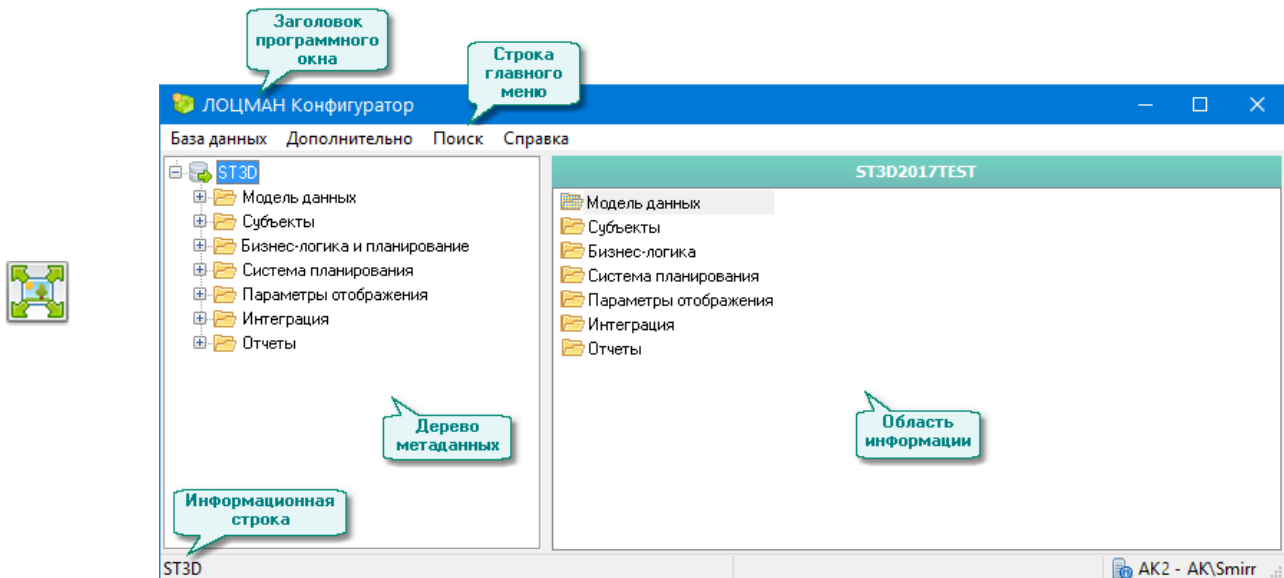 Заголовок
программного
окна
Строка
главного
меню
ЛОЦМАН Конфигуратор
База данных Дополнительно Поиск Справка
ST3D
Модель данных
Субъекты
Бизнес-логика и планирование
Система планирования
Параметры отображения
Интеграция
Отчеты
ST3D2017TEST
Модель данных
Субъекты
Бизнес-логика
Система планирования
Параметры отображения
Интеграция
Отчеты
Дерево
метаданных
Область
информации
Информационная
строка
ST3D
AK2 - AK\Smirr